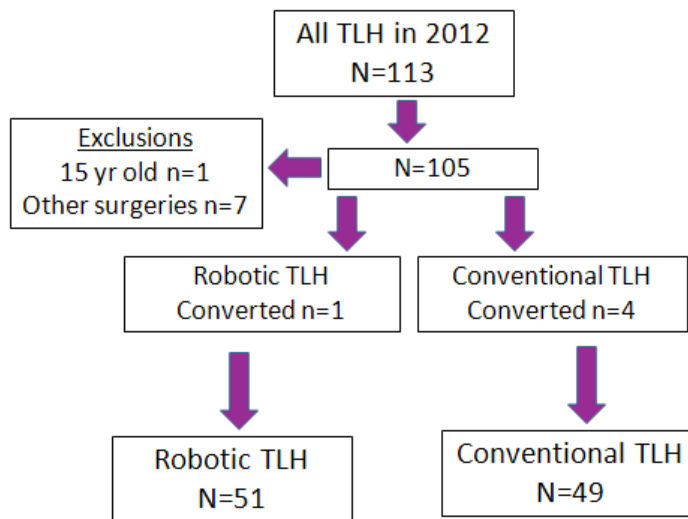 All TLH in 2012
N=113
Exclusions
15 yr old n=1
Other surgeries n=7
N=105
Robotic TLH
Converted n=1
Conventional TLH
Converted n=4
Robotic TLH
N=51
Conventional TLH
N=49